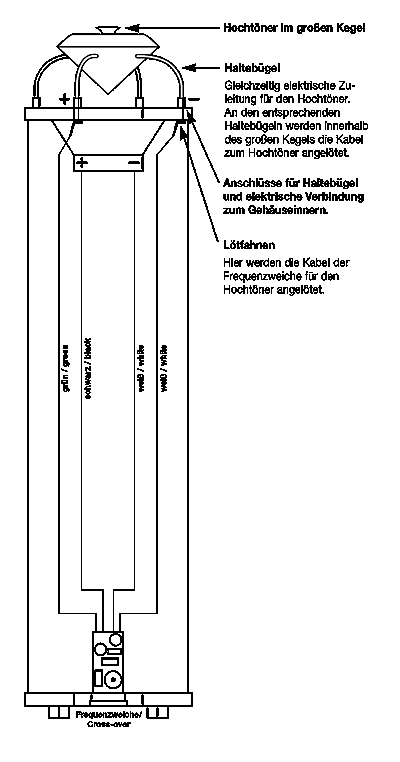 Hochtöner im großen Kegel
Haltebügel
Gleichzeitig elektrische Zu-
leitung für den Hochtöner.
An den entsprechenden
Haltebügeln werden innerhalb
des großen Kegels die Kabel
zum Hochtöner angelötet.
+
–
+
–
Anschlüsse für Haltebügel
und elektrische Verbindung
zum Gehäuseinnern.
Lötfahnen
Hier werden die Kabel der
Frequenzweiche für den
Hochtöner angelötet.
grün / green
schwarz / black
weiß / white
weiß / white
Frequenzweiche/
Cross-over